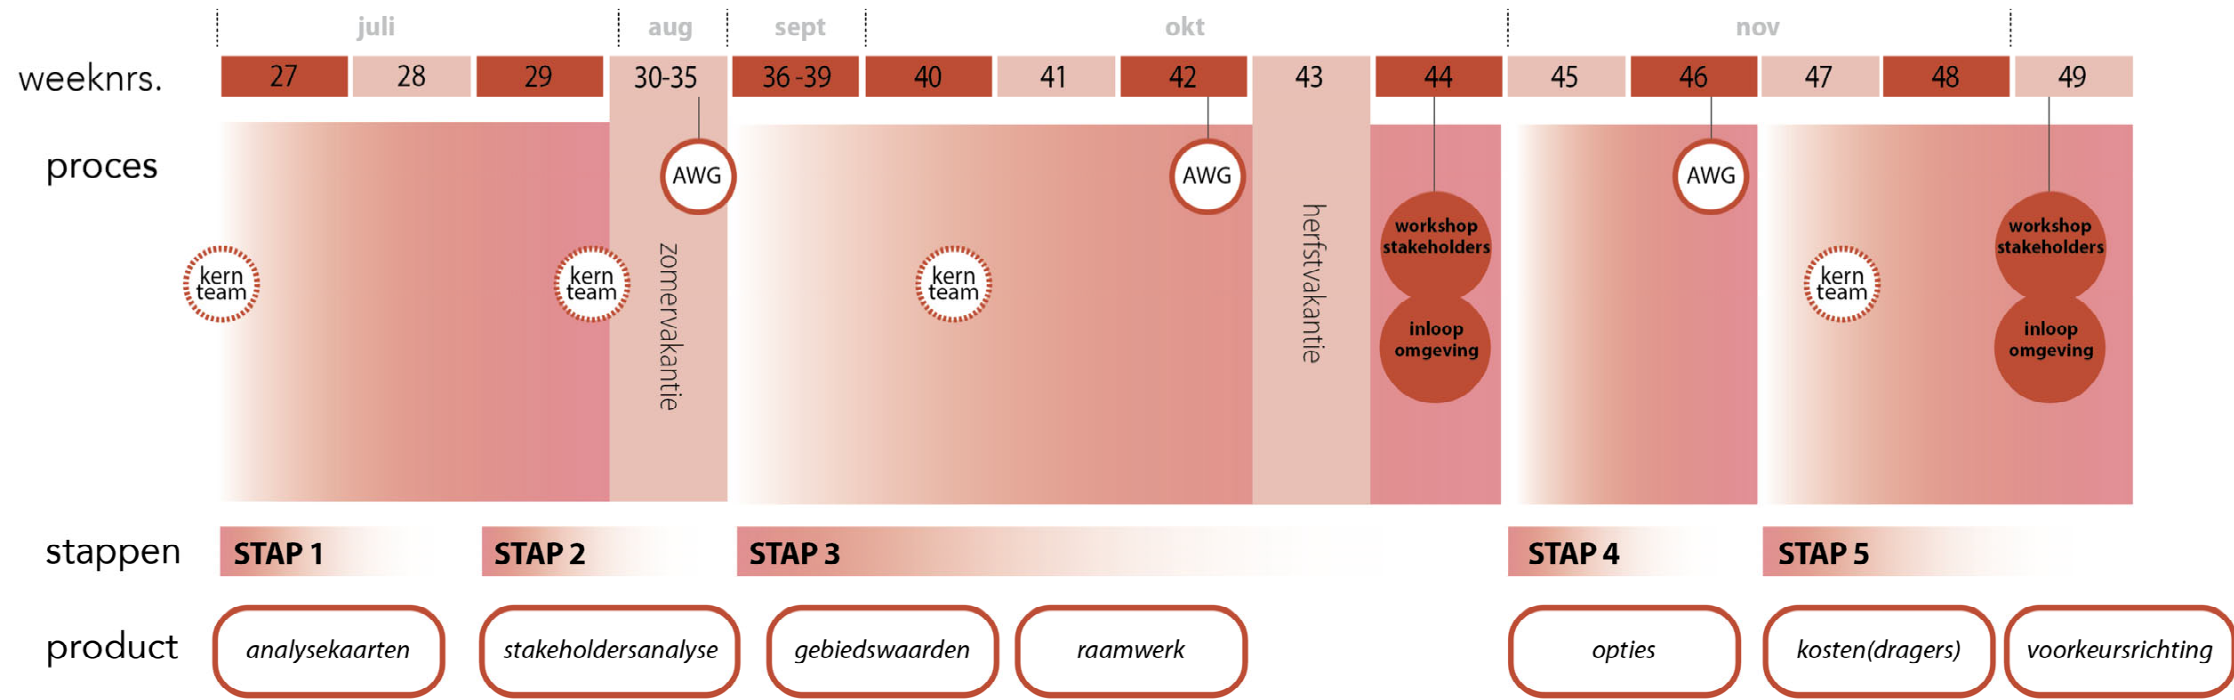 juli aug sept okt nov
weeknrs. 27 28 29 30-35 36 -39 40 41 42 43 44 45 46 47 48 49
proces
AWG AWG AWG
kern
team
kern
team
zomervakantie
kern
team
herfstvakantie
workshop
stakeholders
inloop
omgeving
kern
team
workshop
stakeholders
inloop
omgeving
stappen STAP 1 STAP 2 STAP 3 STAP 4 STAP 5
product analysekaarten stakeholdersanalyse gebiedswaarden raamwerk opties kosten(dragers) voorkeursrichting